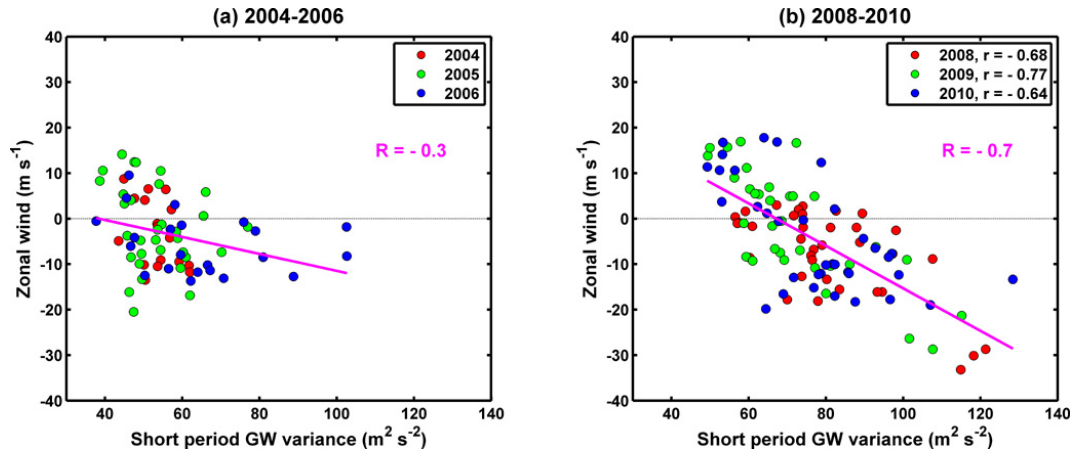 (a) 2004-2006
40
30
20
10
0
-10
-20
-30
-40
Zonal wind (m s⁻¹)
2004
2005
2006
R = - 0.3
40 60 80 100 120 140
Short period GW variance (m² s⁻²)
(b) 2008-2010
40
30
20
10
0
-10
-20
-30
-40
Zonal wind (m s⁻¹)
2008, r = - 0.68
2009, r = - 0.77
2010, r = - 0.64
R = - 0.7
40 60 80 100 120 140
Short period GW variance (m² s⁻²)